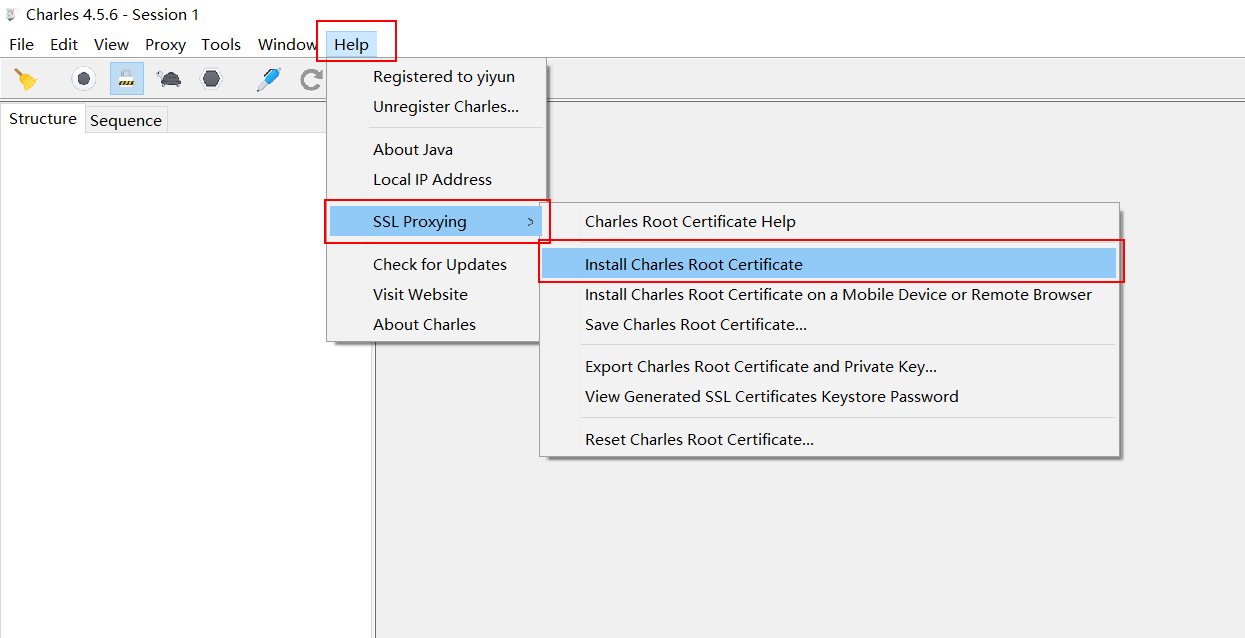 Charles 4.5.6 - Session 1
File Edit View Proxy Tools Window Help
Structure Sequence
Registered to yiyun
Unregister Charles...
About Java
Local IP Address
SSL Proxying >
Check for Updates
Visit Website
About Charles
Charles Root Certificate Help
Install Charles Root Certificate
Install Charles Root Certificate on a Mobile Device or Remote Browser
Save Charles Root Certificate...
Export Charles Root Certificate and Private Key...
View Generated SSL Certificates Keystore Password
Reset Charles Root Certificate...